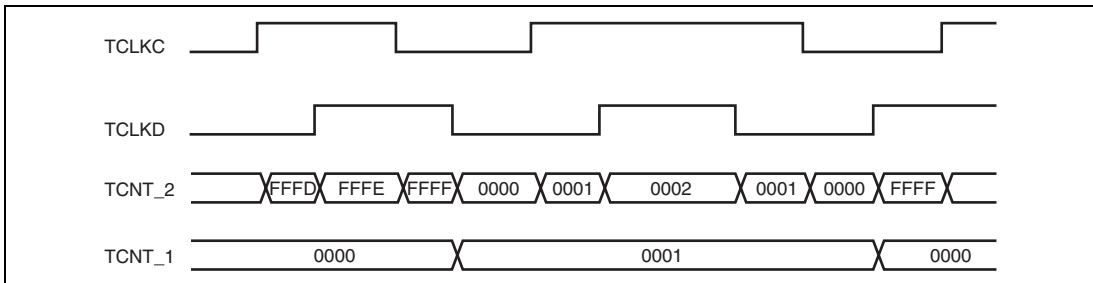 TCLKC
TCLKD
TCNT_2 FFFD FFFE FFFF 0000 0001 0002 0001 0000 FFFF
TCNT_1 0000 0001 0000